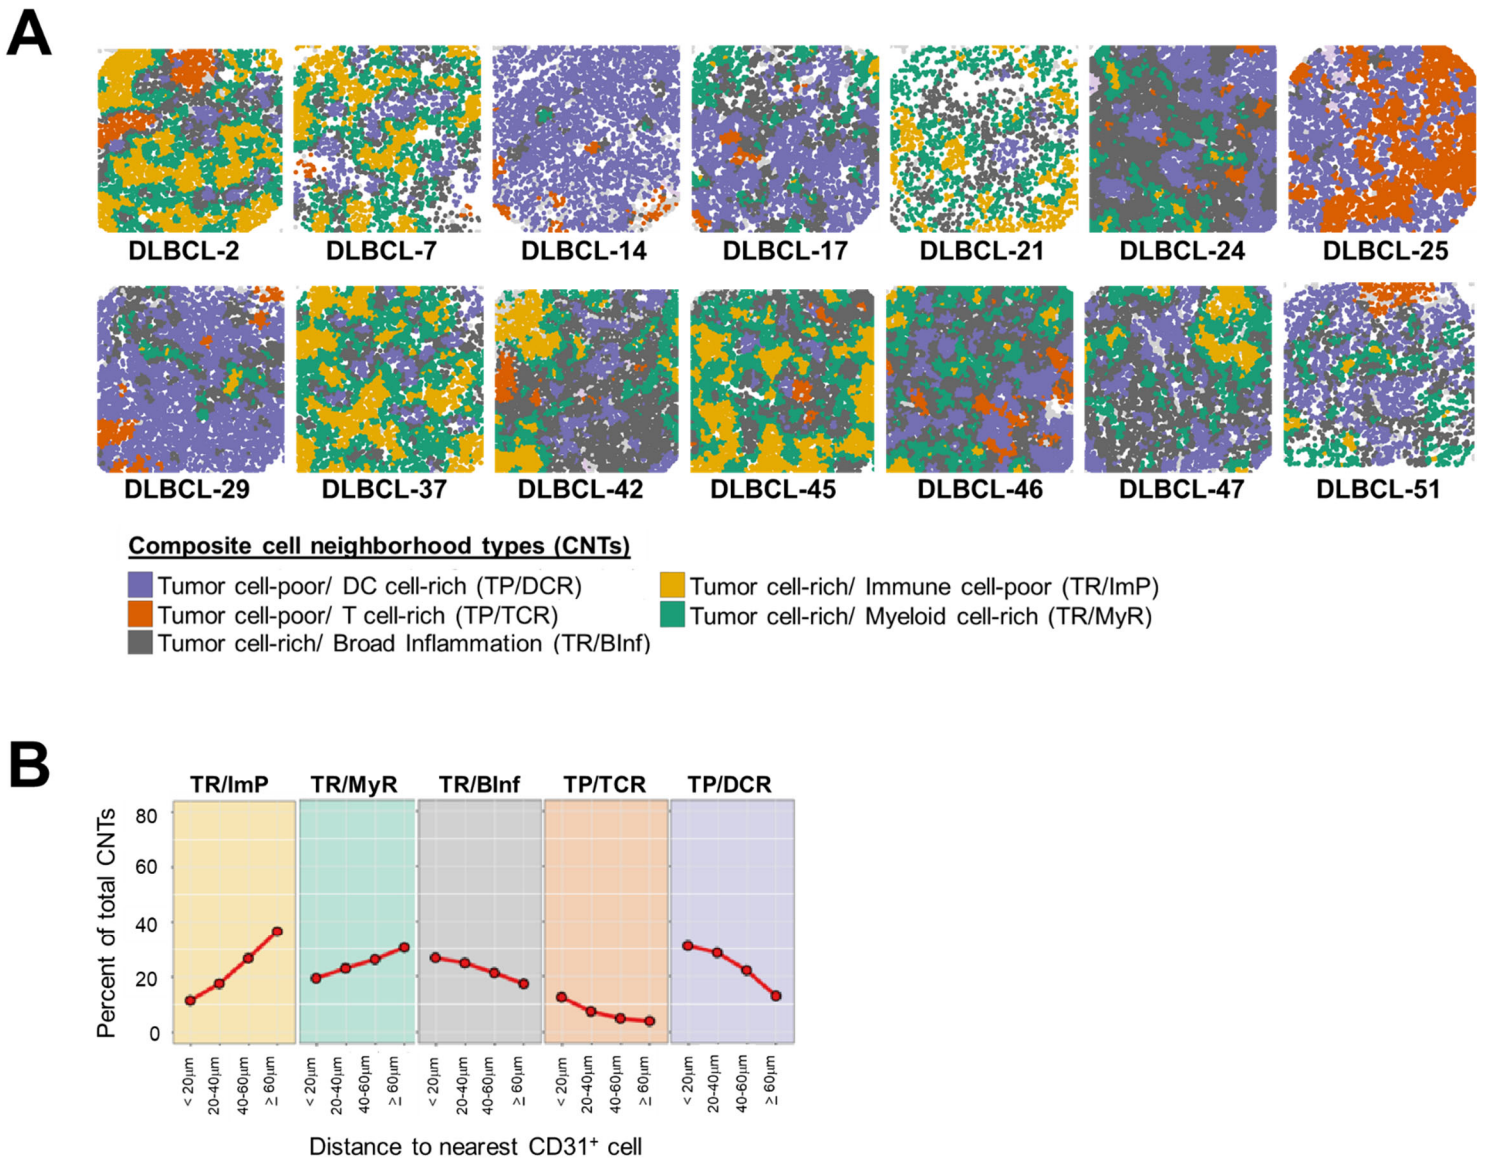 A
DLBCL-2 DLBCL-7 DLBCL-14 DLBCL-17 DLBCL-21 DLBCL-24 DLBCL-25
DLBCL-29 DLBCL-37 DLBCL-42 DLBCL-45 DLBCL-46 DLBCL-47 DLBCL-51
Composite cell neighborhood types (CNTs)
Tumor cell-poor/ DC cell-rich (TP/DCR) Tumor cell-rich/ Immune cell-poor (TR/ImP)
Tumor cell-poor/ T cell-rich (TP/TCR) Tumor cell-rich/ Myeloid cell-rich (TR/MyR)
Tumor cell-rich/ Broad Inflammation (TR/BInf)
B
TR/ImP TR/MyR TR/BInf TP/TCR TP/DCR
Percent of total CNTs
80
60
40
20
0
< 20µm 20-40µm 40-60µm ≥ 60µm < 20µm 20-40µm 40-60µm ≥ 60µm < 20µm 20-40µm 40-60µm ≥ 60µm < 20µm 20-40µm 40-60µm ≥ 60µm < 20µm 20-40µm 40-60µm ≥ 60µm
Distance to nearest CD31⁺ cell